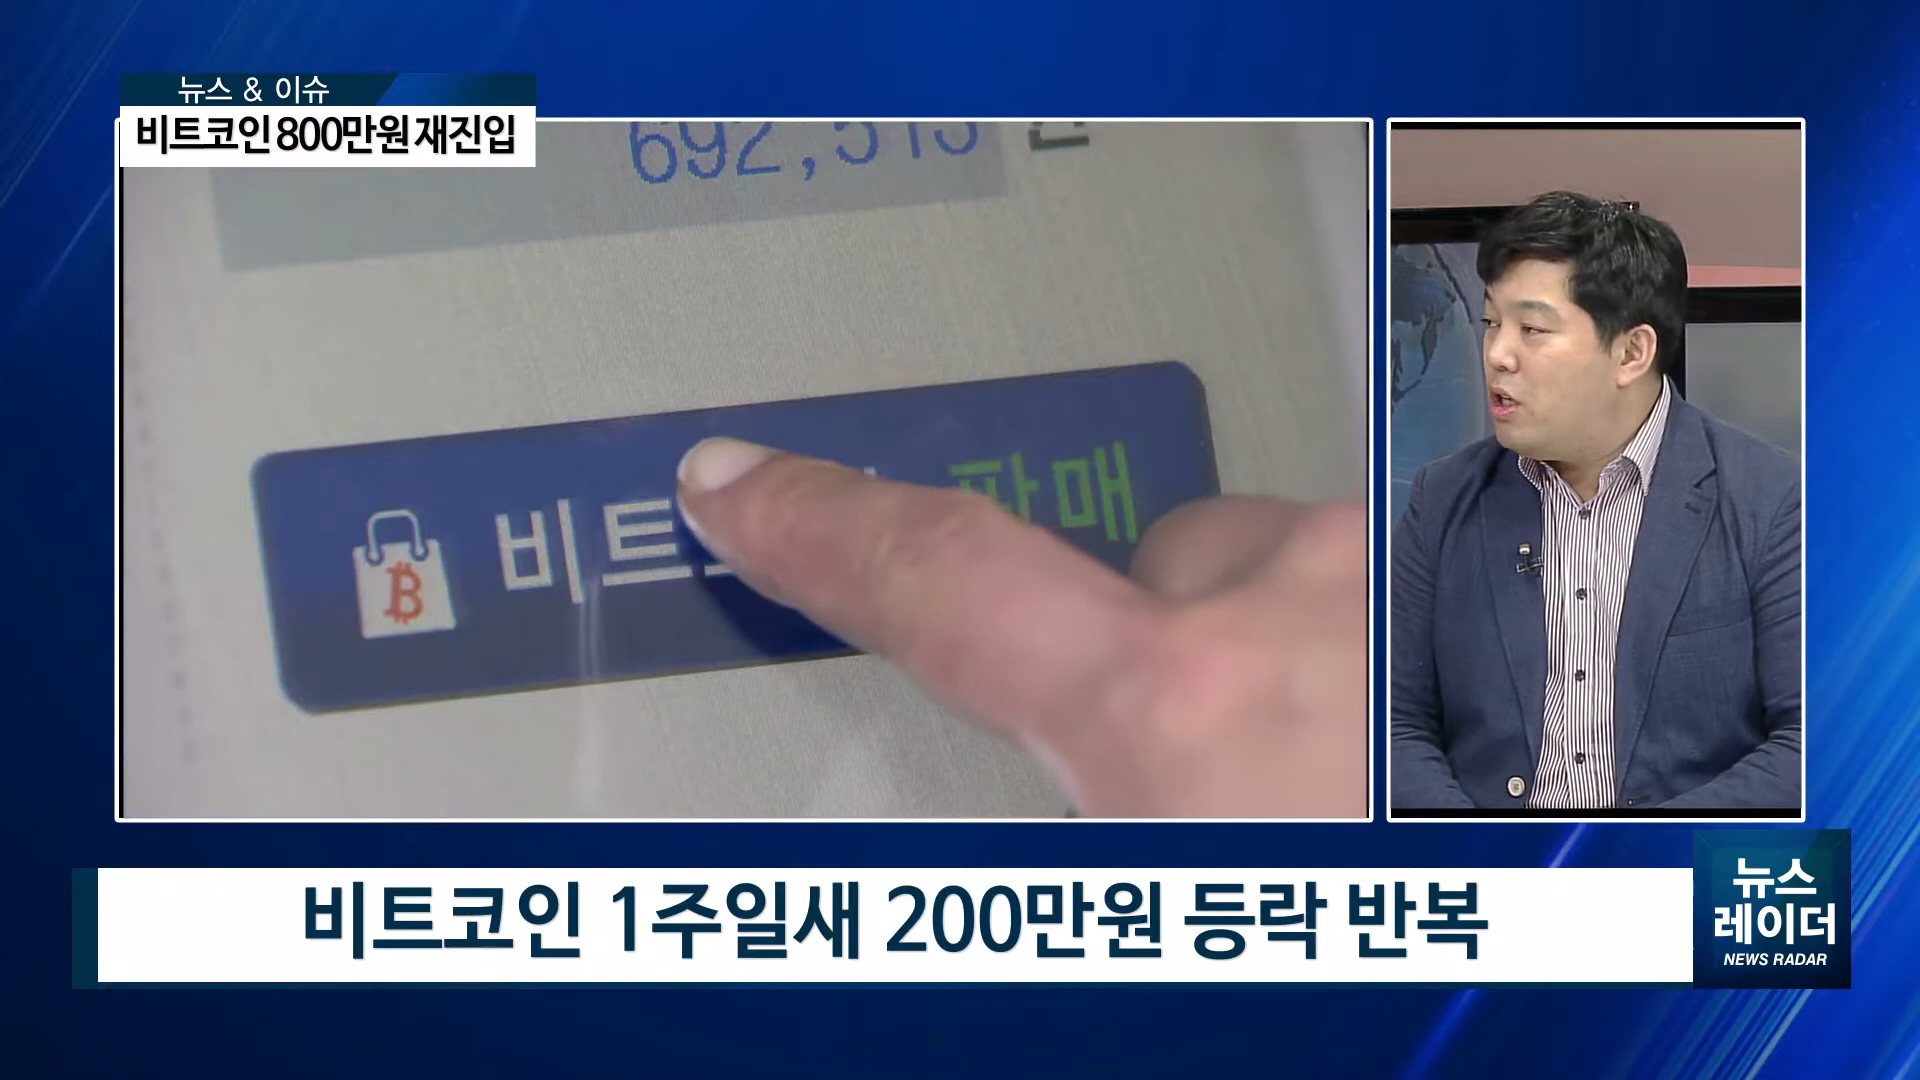 뉴스 & 이슈
비트코인 800만원 재진입
비트
판매
비트코인 1주일새 200만원 등락 반복
뉴스
레이더
NEWS RADAR